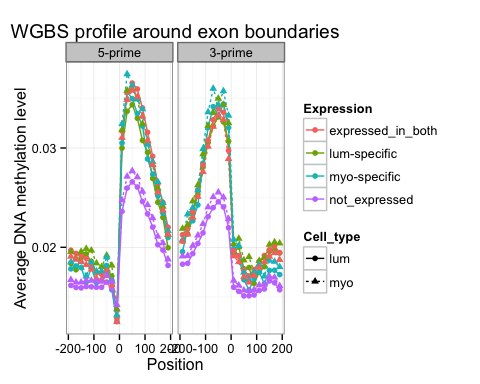 WGBS profile around exon boundaries
5-prime 3-prime
Average DNA methylation level
0.03
0.02
-200 -100 0 100 200 -200 -100 0 100 200
Position
Expression
expressed_in_both
lum-specific
myo-specific
not_expressed
Cell_type
lum
myo